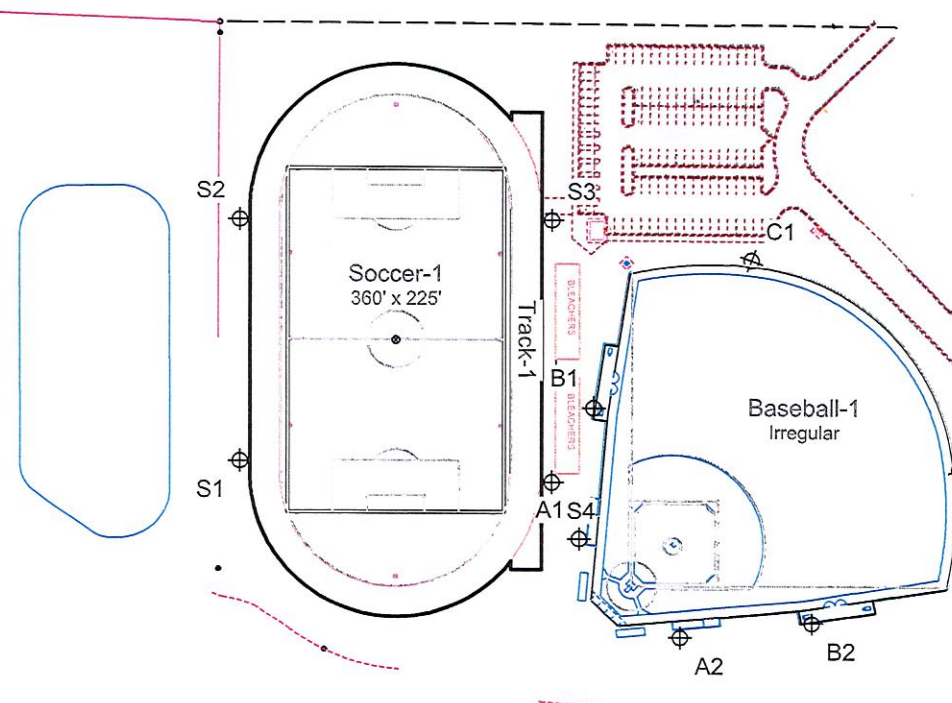 S2
S3
C1
Soccer-1
360' x 225'
Track-1
BLEACHERS
B1
BLEACHERS
Baseball-1
Irregular
S1
A1
S4
A2
B2